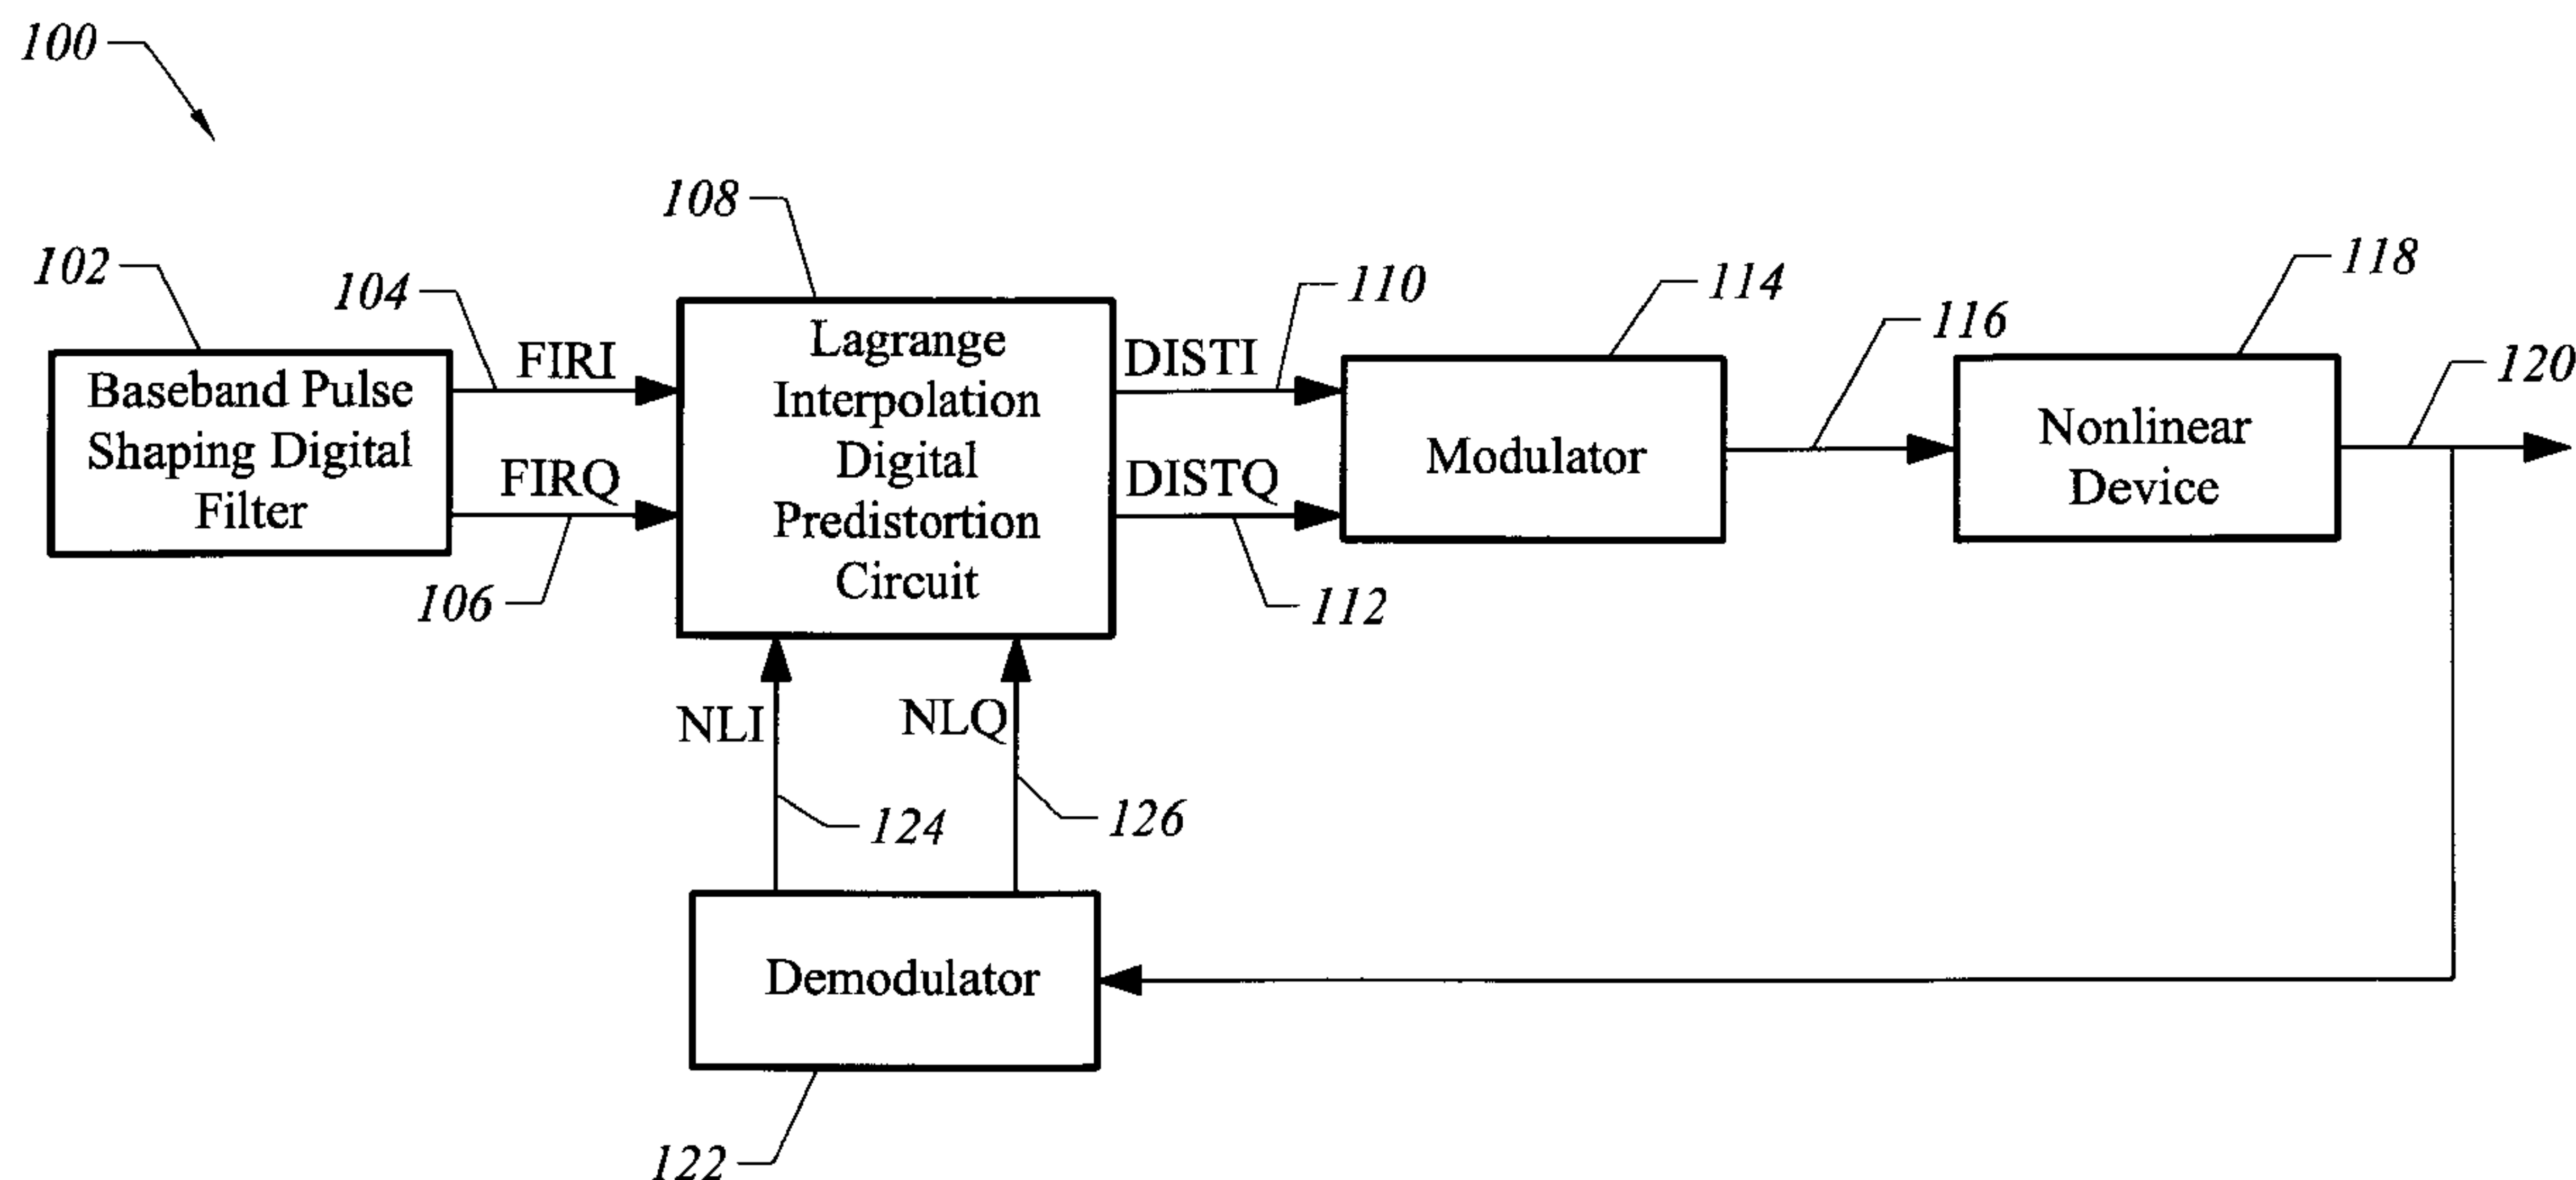 100
108
102
104
110
114
116
118
120
Baseband Pulse
Shaping Digital
Filter
FIRI
FIRQ
106
Lagrange
Interpolation
Digital
Predistortion
Circuit
DISTI
DISTQ
112
Modulator
Nonlinear
Device
NLI
NLQ
124
126
Demodulator
122